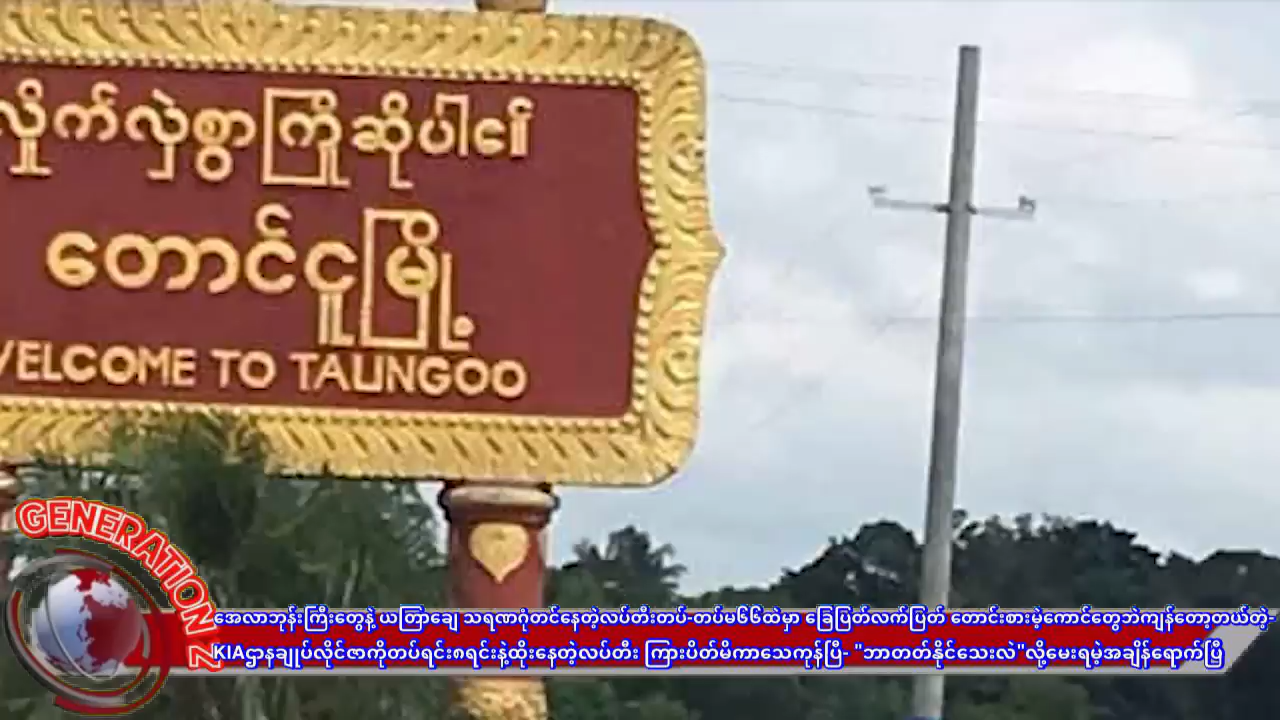 လှိုက်လှဲစွာကြိုဆိုပါ၏
တောင်ငူမြို့
WELCOME TO TAUNGOO
GENERATION Z
အေလာဘုန်းကြီးတွေနဲ့ ယတြာချေ သရဏဂုံတင်နေတဲ့လပ်တီးတပ်-တပ်မ၆၆ထဲမှာ ခြေပြတ်လက်ပြတ် တောင်းစားမဲ့ကောင်တွေဘဲကျန်တော့တယ်တဲ့-
KIAဌာနချုပ်လိုင်ဇာကိုတပ်ရင်း၈ရင်းနဲ့ထိုးနေတဲ့လပ်တီး ကြားပိတ်မိကာသေကုန်ပြီ- "ဘာတတ်နိုင်သေးလဲ"လို့မေးရမဲ့အချိန်ရောက်ပြီ